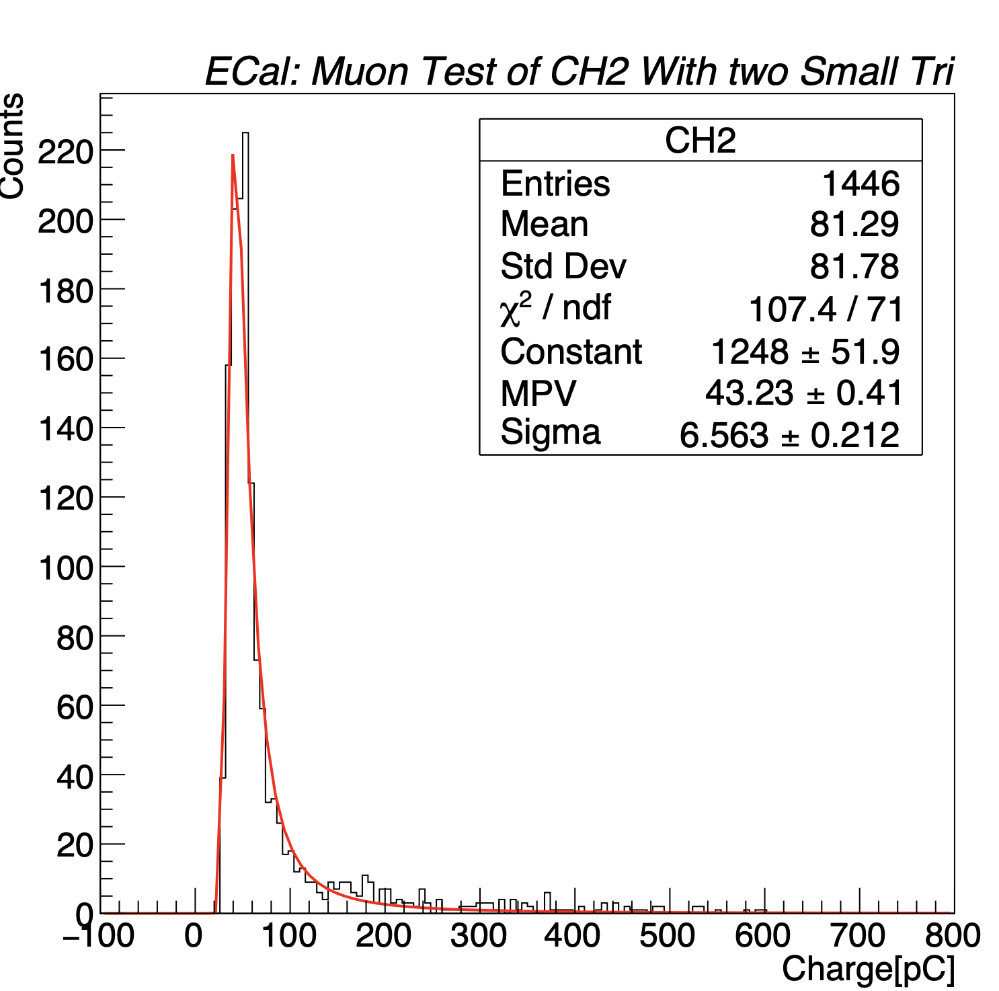 ECal: Muon Test of CH2 With two Small Tri
Counts
CH2
Entries 1446
Mean 81.29
Std Dev 81.78
χ² / ndf 107.4 / 71
Constant 1248 ± 51.9
MPV 43.23 ± 0.41
Sigma 6.563 ± 0.212
220
200
180
160
140
120
100
80
60
40
20
0
−100 0 100 200 300 400 500 600 700 800
Charge[pC]